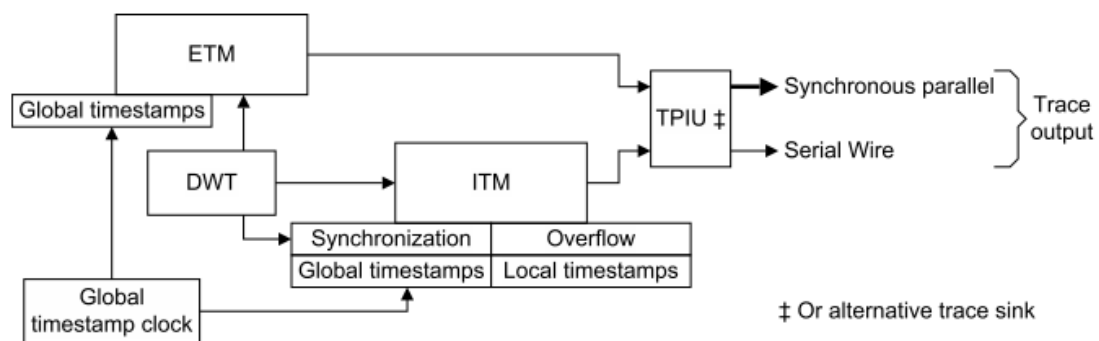 ETM
Global timestamps
TPIU ‡
Synchronous parallel
Serial Wire
Trace
output
DWT
ITM
Synchronization
Overflow
Global timestamps
Local timestamps
Global
timestamp clock
‡ Or alternative trace sink